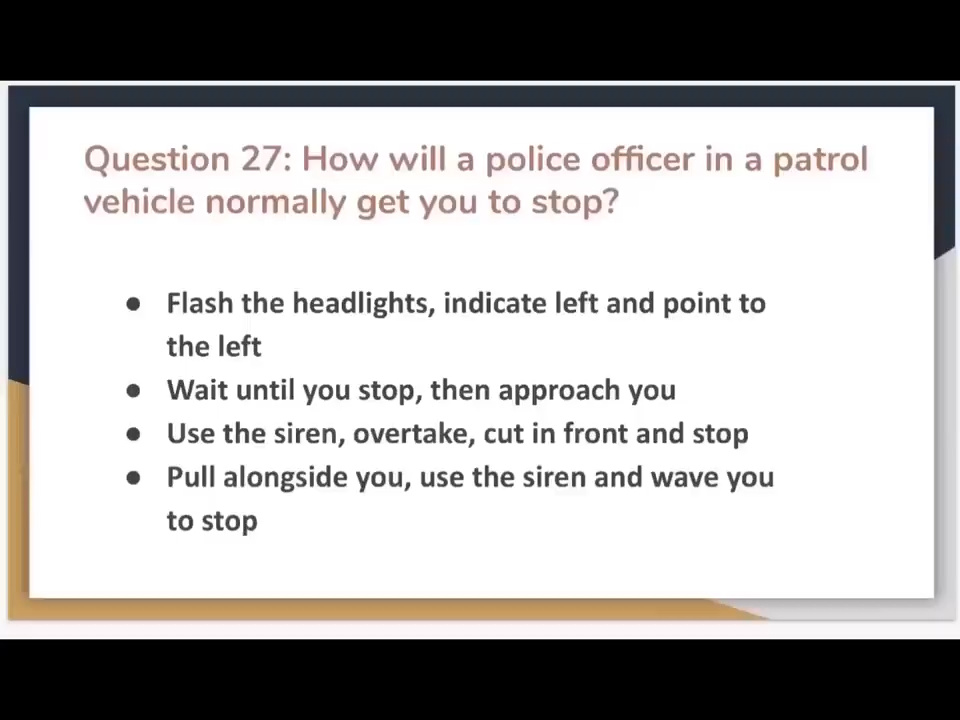 Question 27: How will a police officer in a patrol
vehicle normally get you to stop?
● Flash the headlights, indicate left and point to
the left
● Wait until you stop, then approach you
● Use the siren, overtake, cut in front and stop
● Pull alongside you, use the siren and wave you
to stop